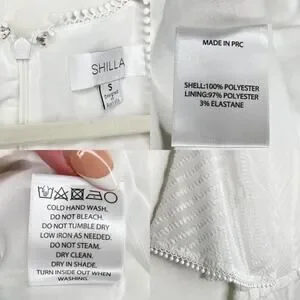 SHILLA
S
MADE IN PRC
SHELL:100% POLYESTER
LINING:97% POLYESTER
3% ELASTANE
COLD HAND WASH.
DO NOT BLEACH.
DO NOT TUMBLE DRY
LOW IRON AS NEEDED.
DO NOT STEAM.
DRY CLEAN.
DRY IN SHADE.
TURN INSIDE OUT WHEN
WASHING.